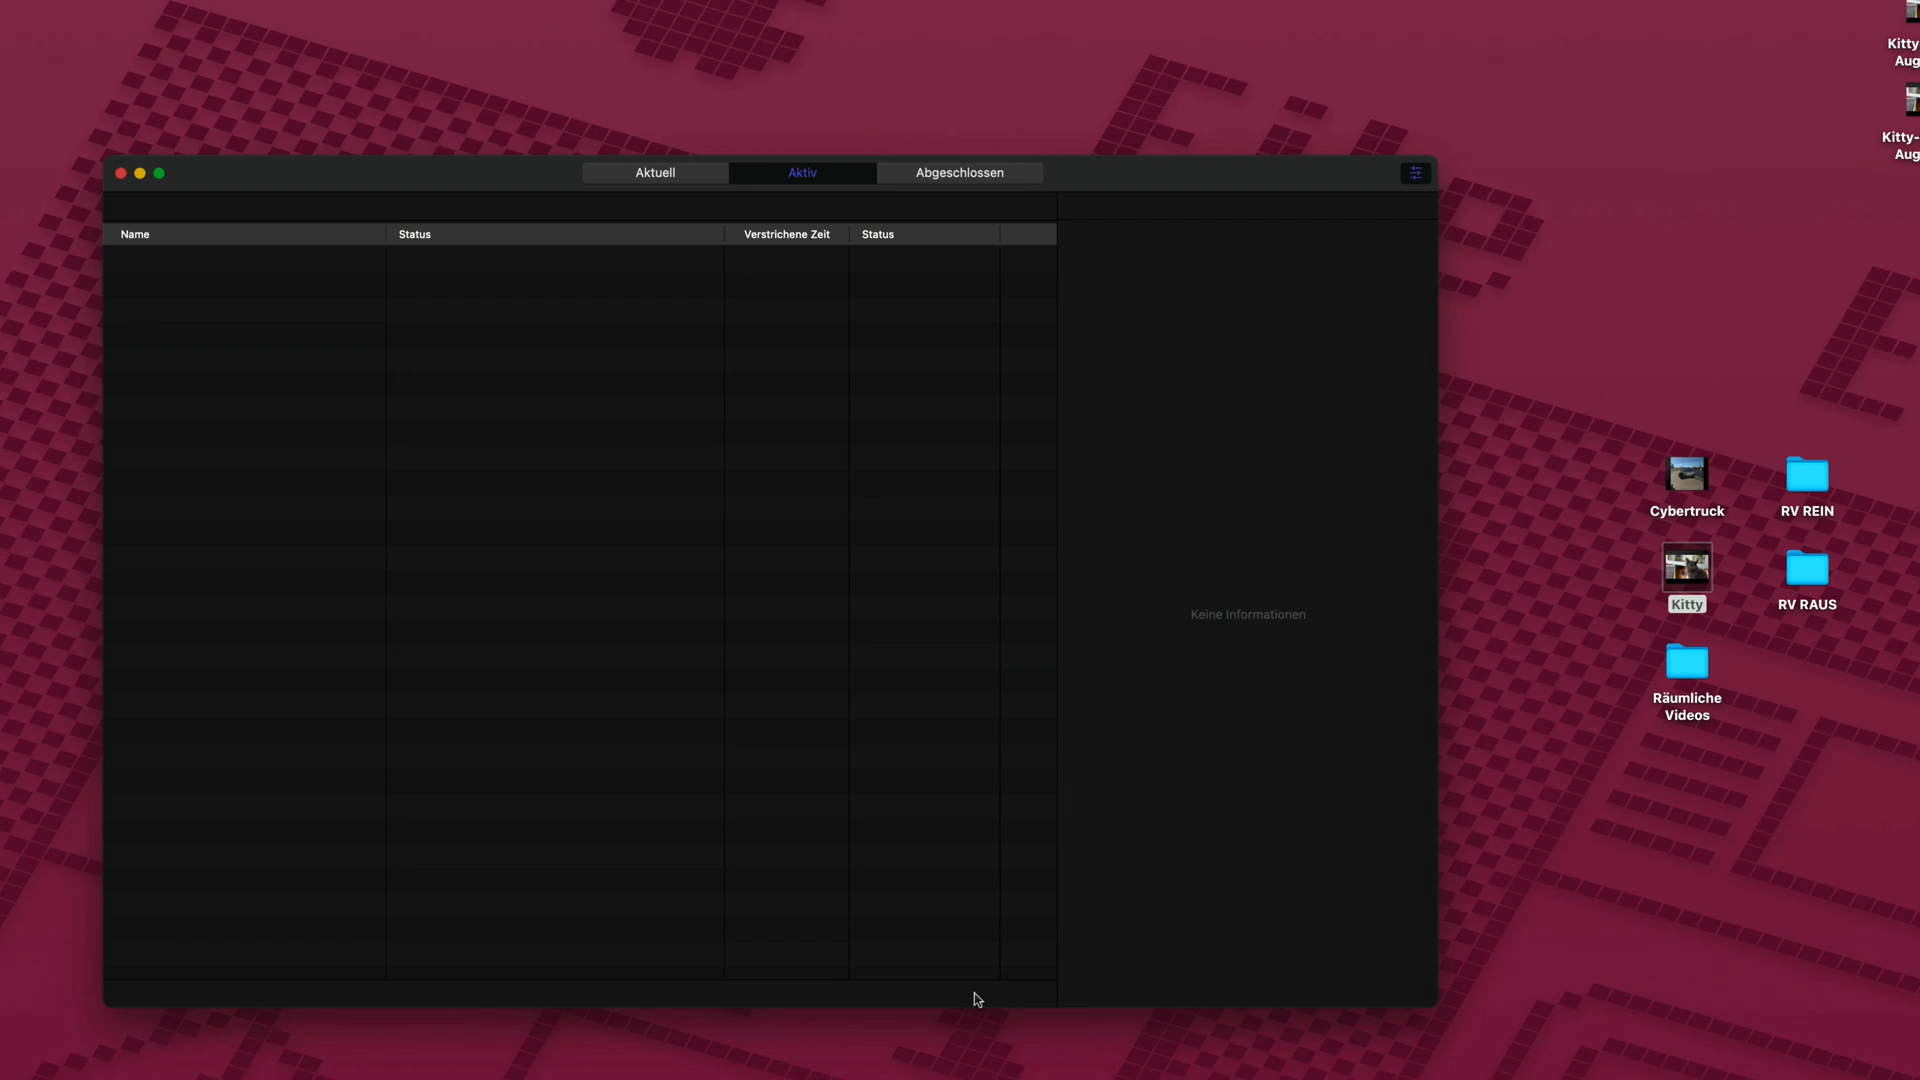 Kitty
Aug
Kitty-
Aug
Aktuell
Aktiv
Abgeschlossen
Name
Status
Verstrichene Zeit
Status
Keine Informationen
Cybertruck
RV REIN
Kitty
RV RAUS
Räumliche
Videos